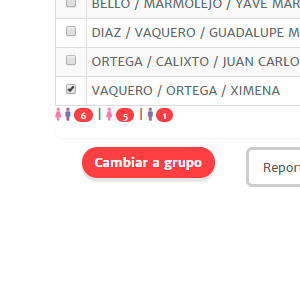 BELLO / MARMOLEJO / YAVE MAR
DIAZ / VAQUERO / GUADALUPE M
ORTEGA / CALIXTO / JUAN CARLO
VAQUERO / ORTEGA / XIMENA
6 | 5 | 1
Cambiar a grupo
Report